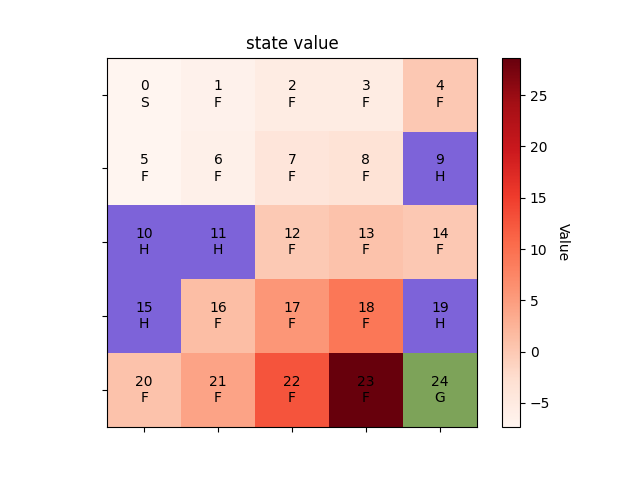 state value
0 1 2 3 4
S F F F F
5 6 7 8 9
F F F F H
10 11 12 13 14
H H F F F
15 16 17 18 19
H F F F H
20 21 22 23 24
F F F F G
25
20
15
10
5
0
−5
Value